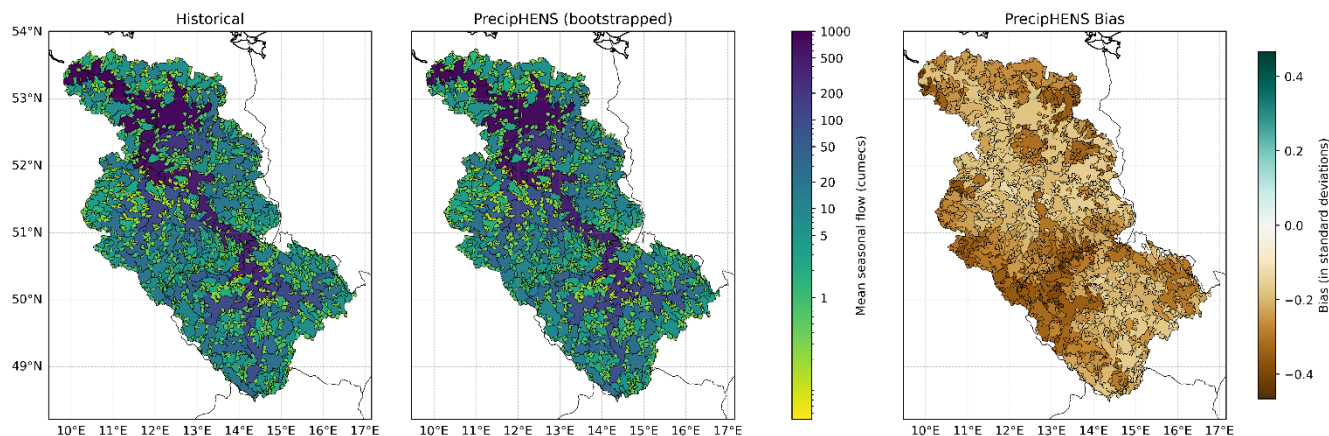 Historical
PrecipHENS (bootstrapped)
PrecipHENS Bias
54°N
53°N
52°N
51°N
50°N
49°N
10°E 11°E 12°E 13°E 14°E 15°E 16°E 17°E
10°E 11°E 12°E 13°E 14°E 15°E 16°E 17°E
1000
500
200
100
50
20
10
5
1
Mean seasonal flow (cumecs)
10°E 11°E 12°E 13°E 14°E 15°E 16°E 17°E
0.4
0.2
0.0
−0.2
−0.4
Bias (in standard deviations)